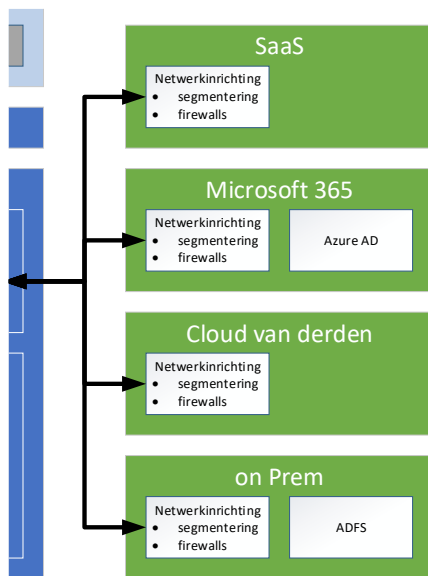 SaaS
Netwerkinrichting
• segmentering
• firewalls
Microsoft 365
Netwerkinrichting
• segmentering
• firewalls
Azure AD
Cloud van derden
Netwerkinrichting
• segmentering
• firewalls
on Prem
Netwerkinrichting
• segmentering
• firewalls
ADFS